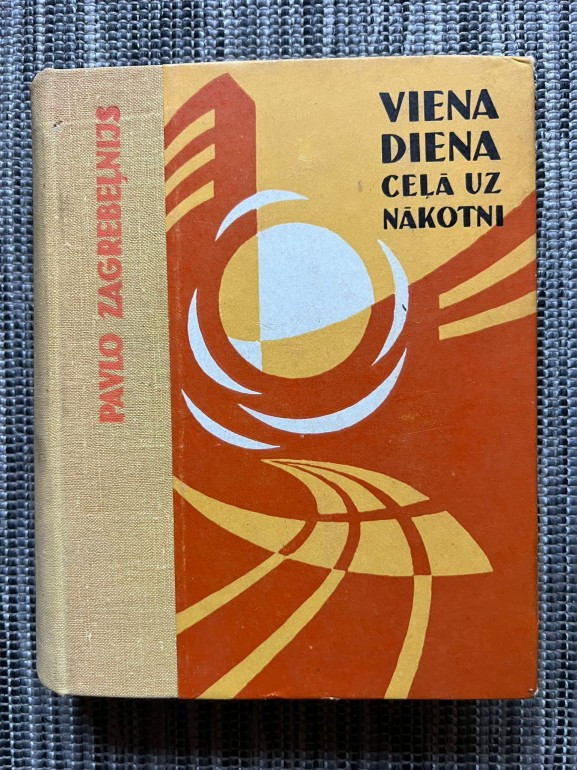 PAVLO ZAGREBEĻNIJS
VIENA
DIENA
CEĻĀ UZ
NĀKOTNI